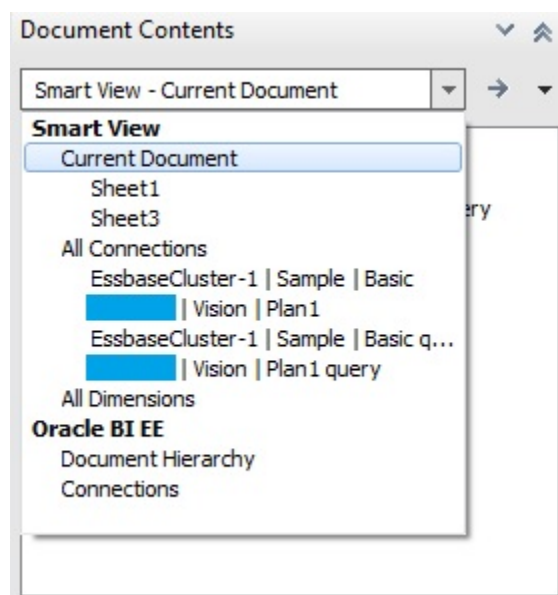 Document Contents
Smart View - Current Document
Smart View
Current Document
Sheet1
Sheet3
ery
All Connections
EssbaseCluster-1 | Sample | Basic
| Vision | Plan1
EssbaseCluster-1 | Sample | Basic q...
| Vision | Plan1 query
All Dimensions
Oracle BI EE
Document Hierarchy
Connections